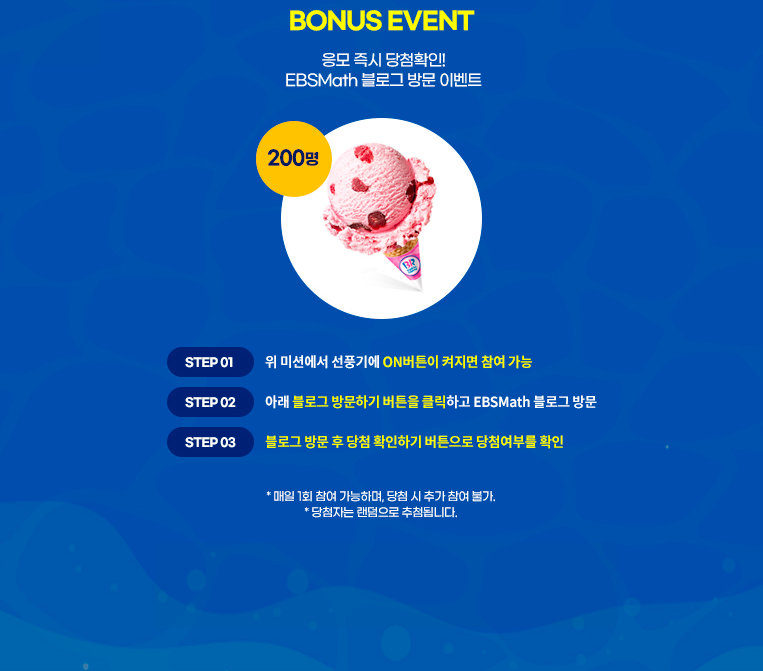 BONUS EVENT
응모 즉시 당첨확인!
EBSMath 블로그 방문 이벤트
200명
BR
STEP 01 위 미션에서 선풍기에 ON버튼이 켜지면 참여 가능
STEP 02 아래 블로그 방문하기 버튼을 클릭하고 EBSMath 블로그 방문
STEP 03 블로그 방문 후 당첨 확인하기 버튼으로 당첨여부를 확인
* 매일 1회 참여 가능하며, 당첨 시 추가 참여 불가.
* 당첨자는 랜덤으로 추첨됩니다.